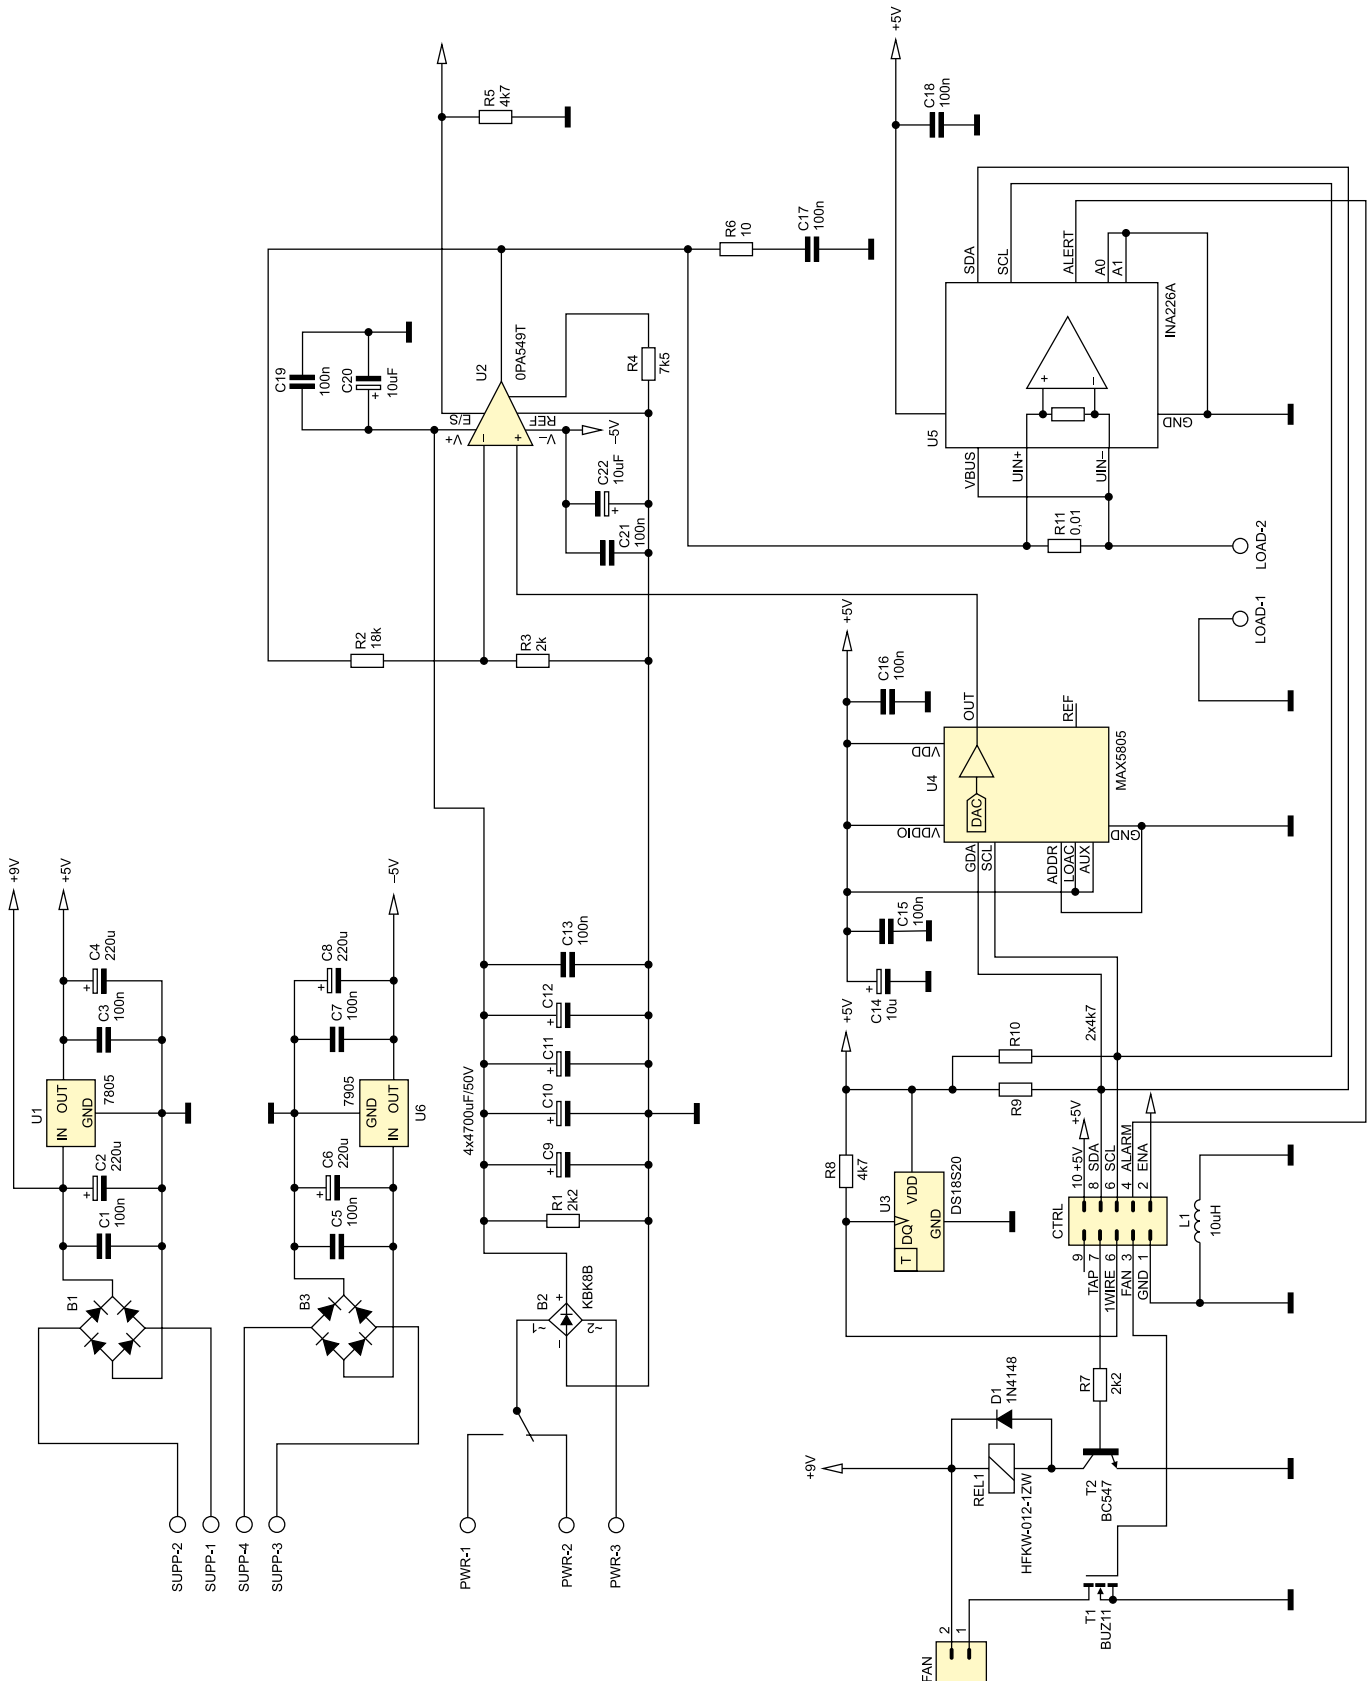 +9V
+5V
C4
220u
C3
100n
U1
IN
OUT
GND
7805
C2
220u
C1
100n
B1
–5V
C8
220u
C7
100n
7905
GND
IN
OUT
U6
C6
220u
C5
100n
B3
SUPP-2
SUPP-1
SUPP-4
SUPP-3
R5
4k7
C19
100n
C20
10uF
+
U2
0PA549T
V+
E/S
REF
V–
–
+
–5V
R4
7k5
C22
10uF
+
C21
100n
R2
18k
R3
2k
R6
10
C17
100n
C13
100n
C12
C11
C10
C9
4x4700uF/50V
R1
2k2
B2
KBK8B
~1
+
–
~2
PWR-1
PWR-2
PWR-3
+5V
C18
100n
SDA
SCL
ALERT
A0
A1
INA226A
U5
GND
+
–
VBUS
UIN+
UIN–
R11
0,01
LOAD-2
LOAD-1
+5V
C16
100n
OUT
REF
VDD
U4
MAX5805
DAC
VDDIO
GND
GDA
SCL
ADDR
LOAC
AUX
C15
100n
C14
10u
+
+5V
R10
R9
2x4k7
R8
4k7
U3
VDD
DQ
GND
T
DS18S20
+5V
10 +5V
8 SDA
6 SCL
4 ALARM
2 ENA
CTRL
9
TAP 7
1WIRE 6
FAN 3
GND 1
L1
10uH
R7
2k2
D1
1N4148
+9V
REL1
HFKW-012-1ZW
T2
BC547
T1
BUZ11
2
1
FAN